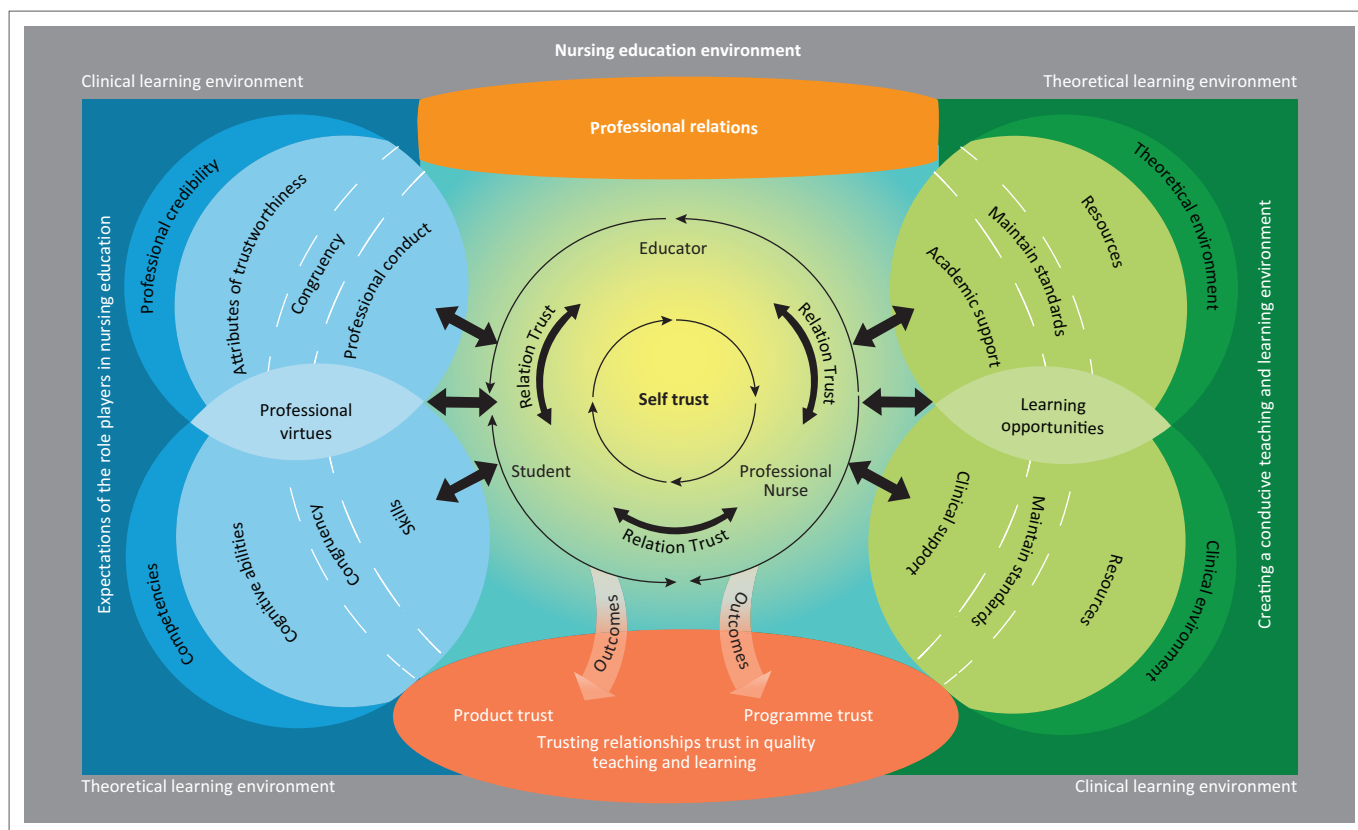 Nursing education environment
Clinical learning environment
Theoretical learning environment
Professional relations
Expectations of the role players in nursing education
Professional credibility
Attributes of trustworthiness
Congruency
Professional conduct
Professional
virtues
Competencies
Cognitive abilities
Congruency
Skills
Educator
Relation Trust
Relation Trust
Self trust
Student
Professional
Nurse
Relation Trust
Academic support
Maintain standards
Resources
Theoretical environment
Learning
opportunities
Clinical support
Maintain standards
Resources
Clinical environment
Creating a conducive teaching and learning environment
Outcomes
Outcomes
Product trust
Programme trust
Trusting relationships trust in quality
teaching and learning
Theoretical learning environment
Clinical learning environment